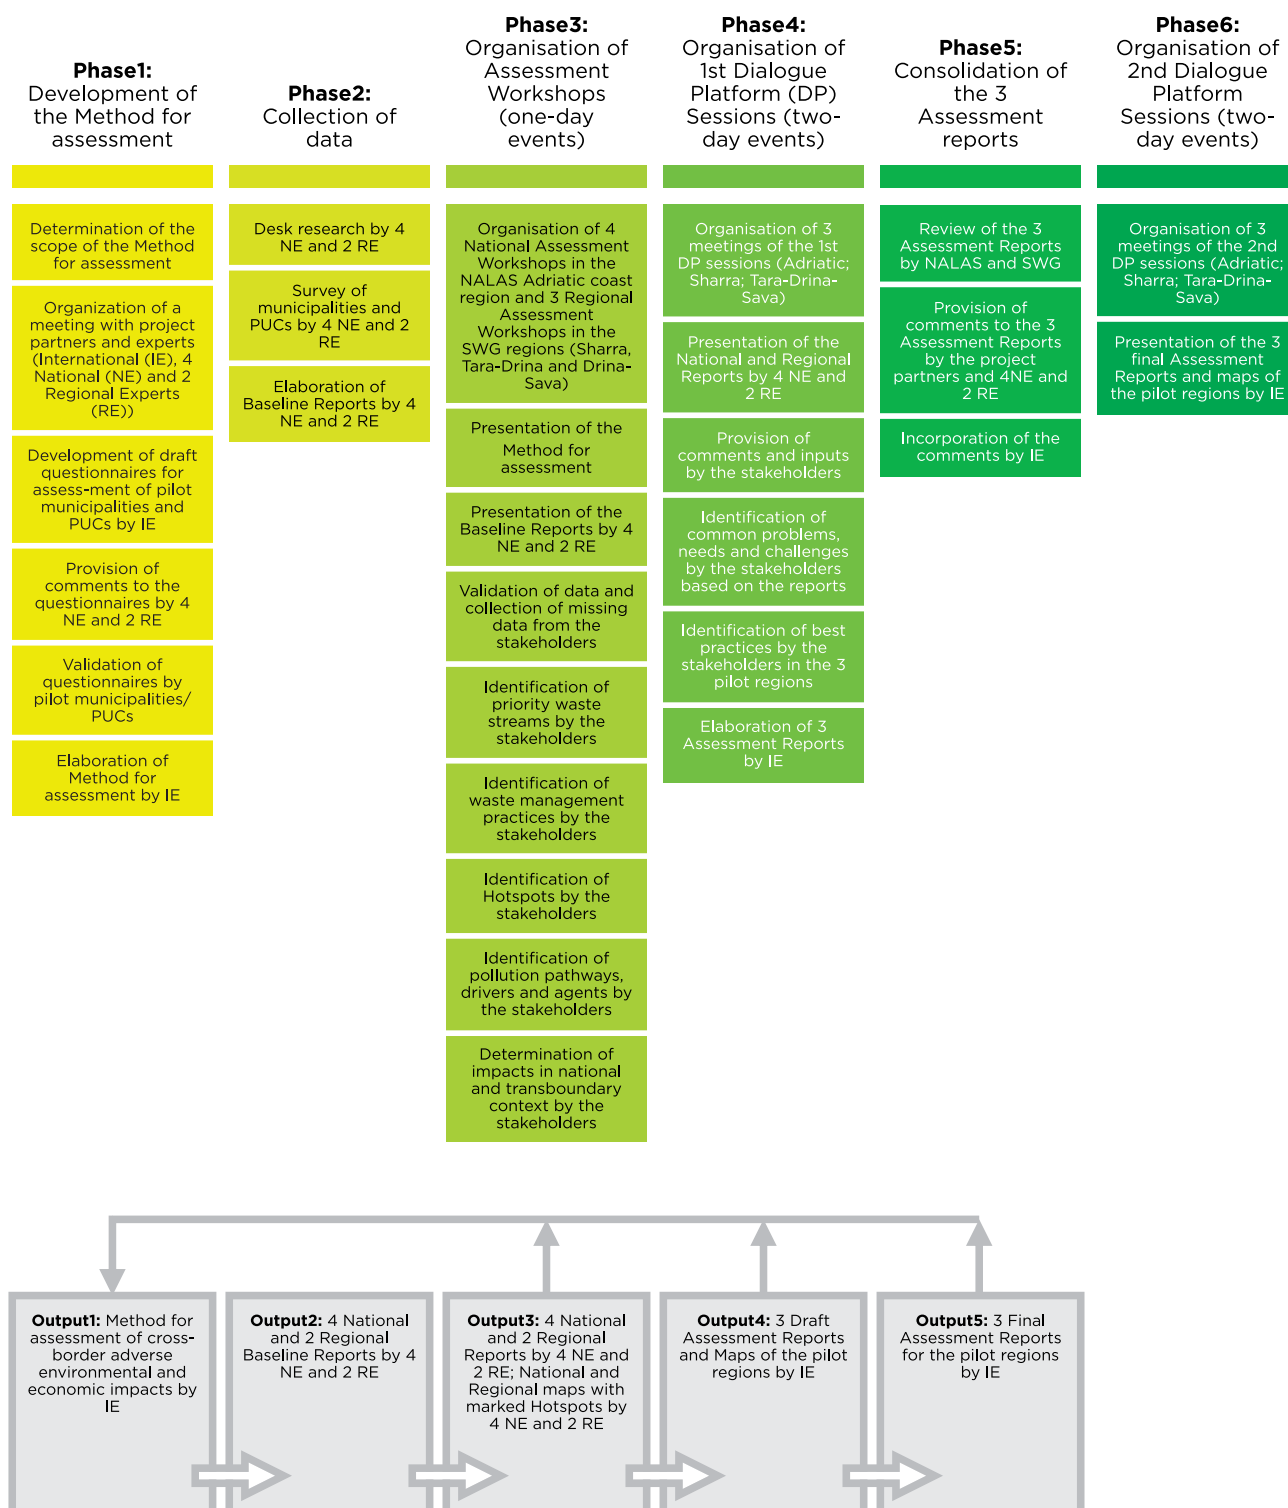 Phase1:
Development of
the Method for
assessment
Phase2:
Collection of
data
Phase3:
Organisation of
Assessment
Workshops
(one-day
events)
Phase4:
Organisation of
1st Dialogue
Platform (DP)
Sessions (two-
day events)
Phase5:
Consolidation of
the 3
Assessment
reports
Phase6:
Organisation of
2nd Dialogue
Platform
Sessions (two-
day events)
Determination of the
scope of the Method
for assessment
Organization of a
meeting with project
partners and experts
(International (IE), 4
National (NE) and 2
Regional Experts
(RE))
Development of draft
questionnaires for
assess-ment of pilot
municipalities and
PUCs by IE
Provision of
comments to the
questionnaires by 4
NE and 2 RE
Validation of
questionnaires by
pilot municipalities/
PUCs
Elaboration of
Method for
assessment by IE
Desk research by 4
NE and 2 RE
Survey of
municipalities and
PUCs by 4 NE and 2
RE
Elaboration of
Baseline Reports by 4
NE and 2 RE
Organisation of 4
National Assessment
Workshops in the
NALAS Adriatic coast
region and 3 Regional
Assessment
Workshops in the
SWG regions (Sharra,
Tara-Drina and Drina-
Sava)
Presentation of the
Method for
assessment
Presentation of the
Baseline Reports by 4
NE and 2 RE
Validation of data and
collection of missing
data from the
stakeholders
Identification of
priority waste
streams by the
stakeholders
Identification of
waste management
practices by the
stakeholders
Identification of
Hotspots by the
stakeholders
Identification of
pollution pathways,
drivers and agents by
the stakeholders
Determination of
impacts in national
and transboundary
context by the
stakeholders
Organisation of 3
meetings of the 1st
DP sessions (Adriatic;
Sharra; Tara-Drina-
Sava)
Presentation of the
National and Regional
Reports by 4 NE and
2 RE
Provision of
comments and inputs
by the stakeholders
Identification of
common problems,
needs and challenges
by the stakeholders
based on the reports
Identification of best
practices by the
stakeholders in the 3
pilot regions
Elaboration of 3
Assessment Reports
by IE
Review of the 3
Assessment Reports
by NALAS and SWG
Provision of
comments to the 3
Assessment Reports
by the project
partners and 4NE and
2 RE
Incorporation of the
comments by IE
Organisation of 3
meetings of the 2nd
DP sessions (Adriatic;
Sharra; Tara-Drina-
Sava)
Presentation of the 3
final Assessment
Reports and maps of
the pilot regions by IE
Output1: Method for
assessment of cross-
border adverse
environmental and
economic impacts by
IE
Output2: 4 National
and 2 Regional
Baseline Reports by 4
NE and 2 RE
Output3: 4 National
and 2 Regional
Reports by 4 NE and
2 RE; National and
Regional maps with
marked Hotspots by
4 NE and 2 RE
Output4: 3 Draft
Assessment Reports
and Maps of the pilot
regions by IE
Output5: 3 Final
Assessment Reports
for the pilot regions
by IE